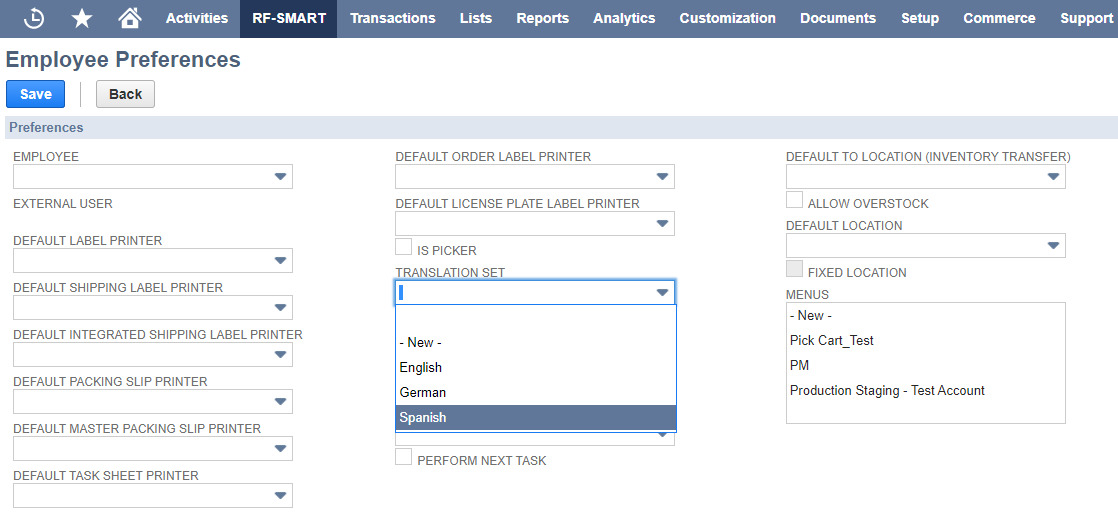 Activities RF-SMART Transactions Lists Reports Analytics Customization Documents Setup Commerce Support
Employee Preferences
Save Back
Preferences
EMPLOYEE
EXTERNAL USER
DEFAULT LABEL PRINTER
DEFAULT SHIPPING LABEL PRINTER
DEFAULT INTEGRATED SHIPPING LABEL PRINTER
DEFAULT PACKING SLIP PRINTER
DEFAULT MASTER PACKING SLIP PRINTER
DEFAULT TASK SHEET PRINTER
DEFAULT ORDER LABEL PRINTER
DEFAULT LICENSE PLATE LABEL PRINTER
IS PICKER
TRANSLATION SET
- New -
English
German
Spanish
PERFORM NEXT TASK
DEFAULT TO LOCATION (INVENTORY TRANSFER)
ALLOW OVERSTOCK
DEFAULT LOCATION
FIXED LOCATION
MENUS
- New -
Pick Cart_Test
PM
Production Staging - Test Account